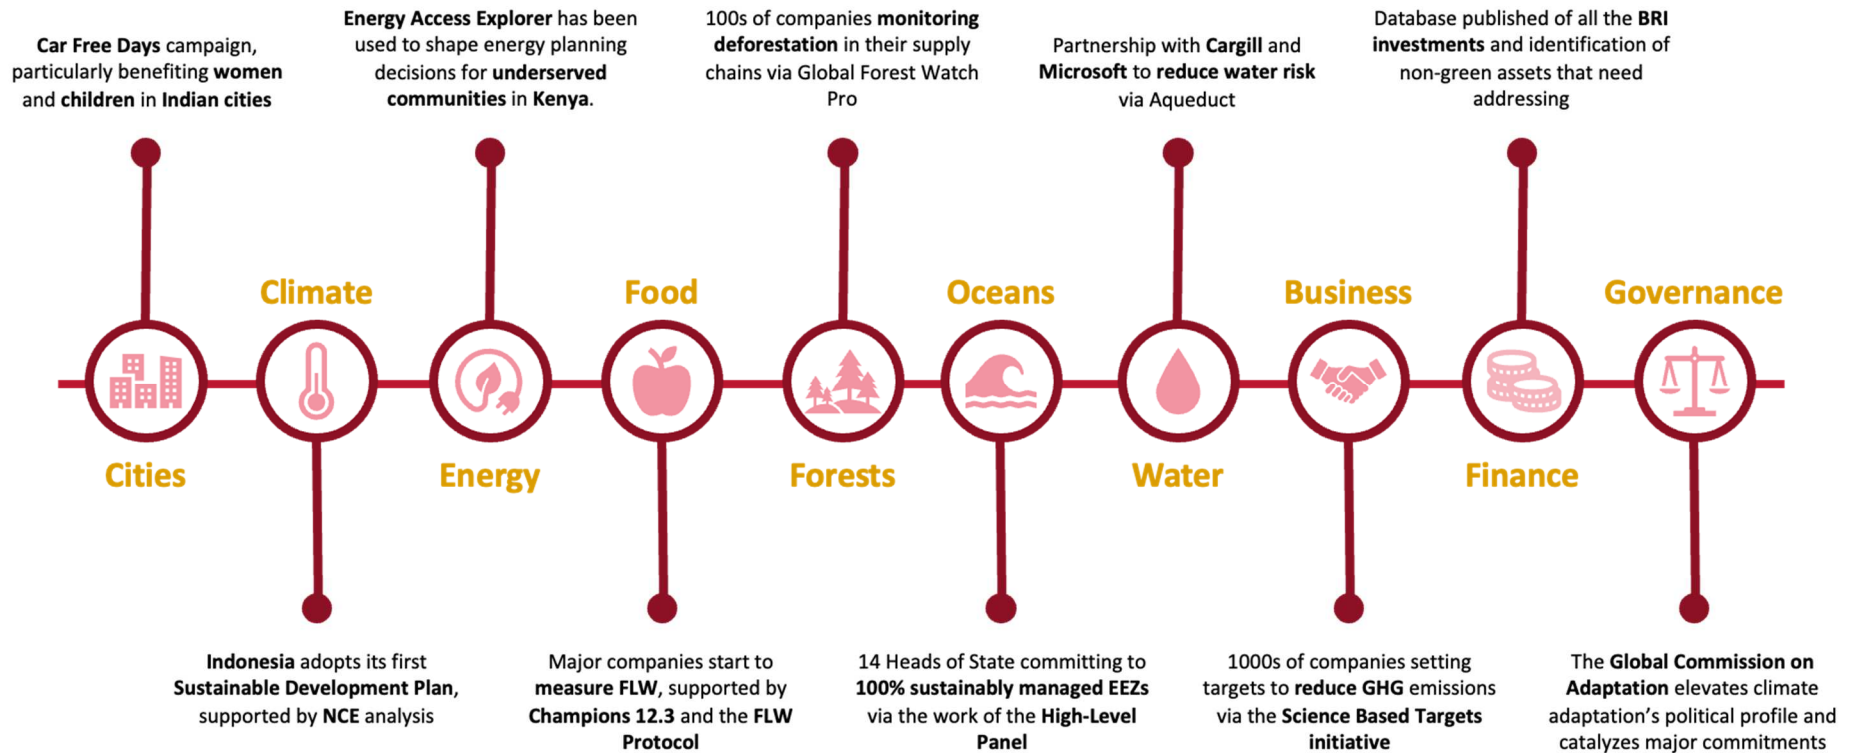 Car Free Days campaign,
particularly benefiting women
and children in Indian cities
Energy Access Explorer has been
used to shape energy planning
decisions for underserved
communities in Kenya.
100s of companies monitoring
deforestation in their supply
chains via Global Forest Watch
Pro
Partnership with Cargill and
Microsoft to reduce water risk
via Aqueduct
Database published of all the BRI
investments and identification of
non-green assets that need
addressing
Climate
Food
Oceans
Business
Governance
Cities
Energy
Forests
Water
Finance
Indonesia adopts its first
Sustainable Development Plan,
supported by NCE analysis
Major companies start to
measure FLW, supported by
Champions 12.3 and the FLW
Protocol
14 Heads of State committing to
100% sustainably managed EEZs
via the work of the High-Level
Panel
1000s of companies setting
targets to reduce GHG emissions
via the Science Based Targets
initiative
The Global Commission on
Adaptation elevates climate
adaptation's political profile and
catalyzes major commitments